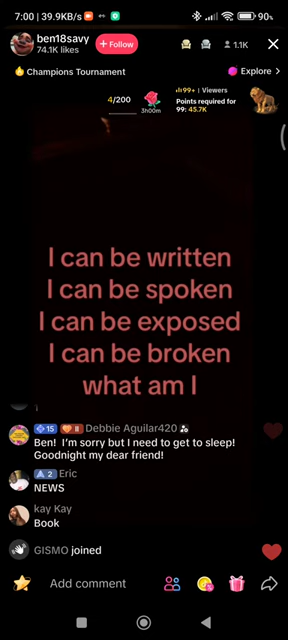 7:00 | 39.9KB/s
90%
ben18savy
74.1K likes
+ Follow
1.1K
Champions Tournament
Explore >
4/200
3h00m
99+ | Viewers
Points required for
99: 45.7K
I can be written
I can be spoken
I can be exposed
I can be broken
what am I
15 II Debbie Aguilar420
Ben! I'm sorry but I need to get to sleep!
Goodnight my dear friend!
2 Eric
NEWS
kay Kay
Book
GISMO joined
Add comment